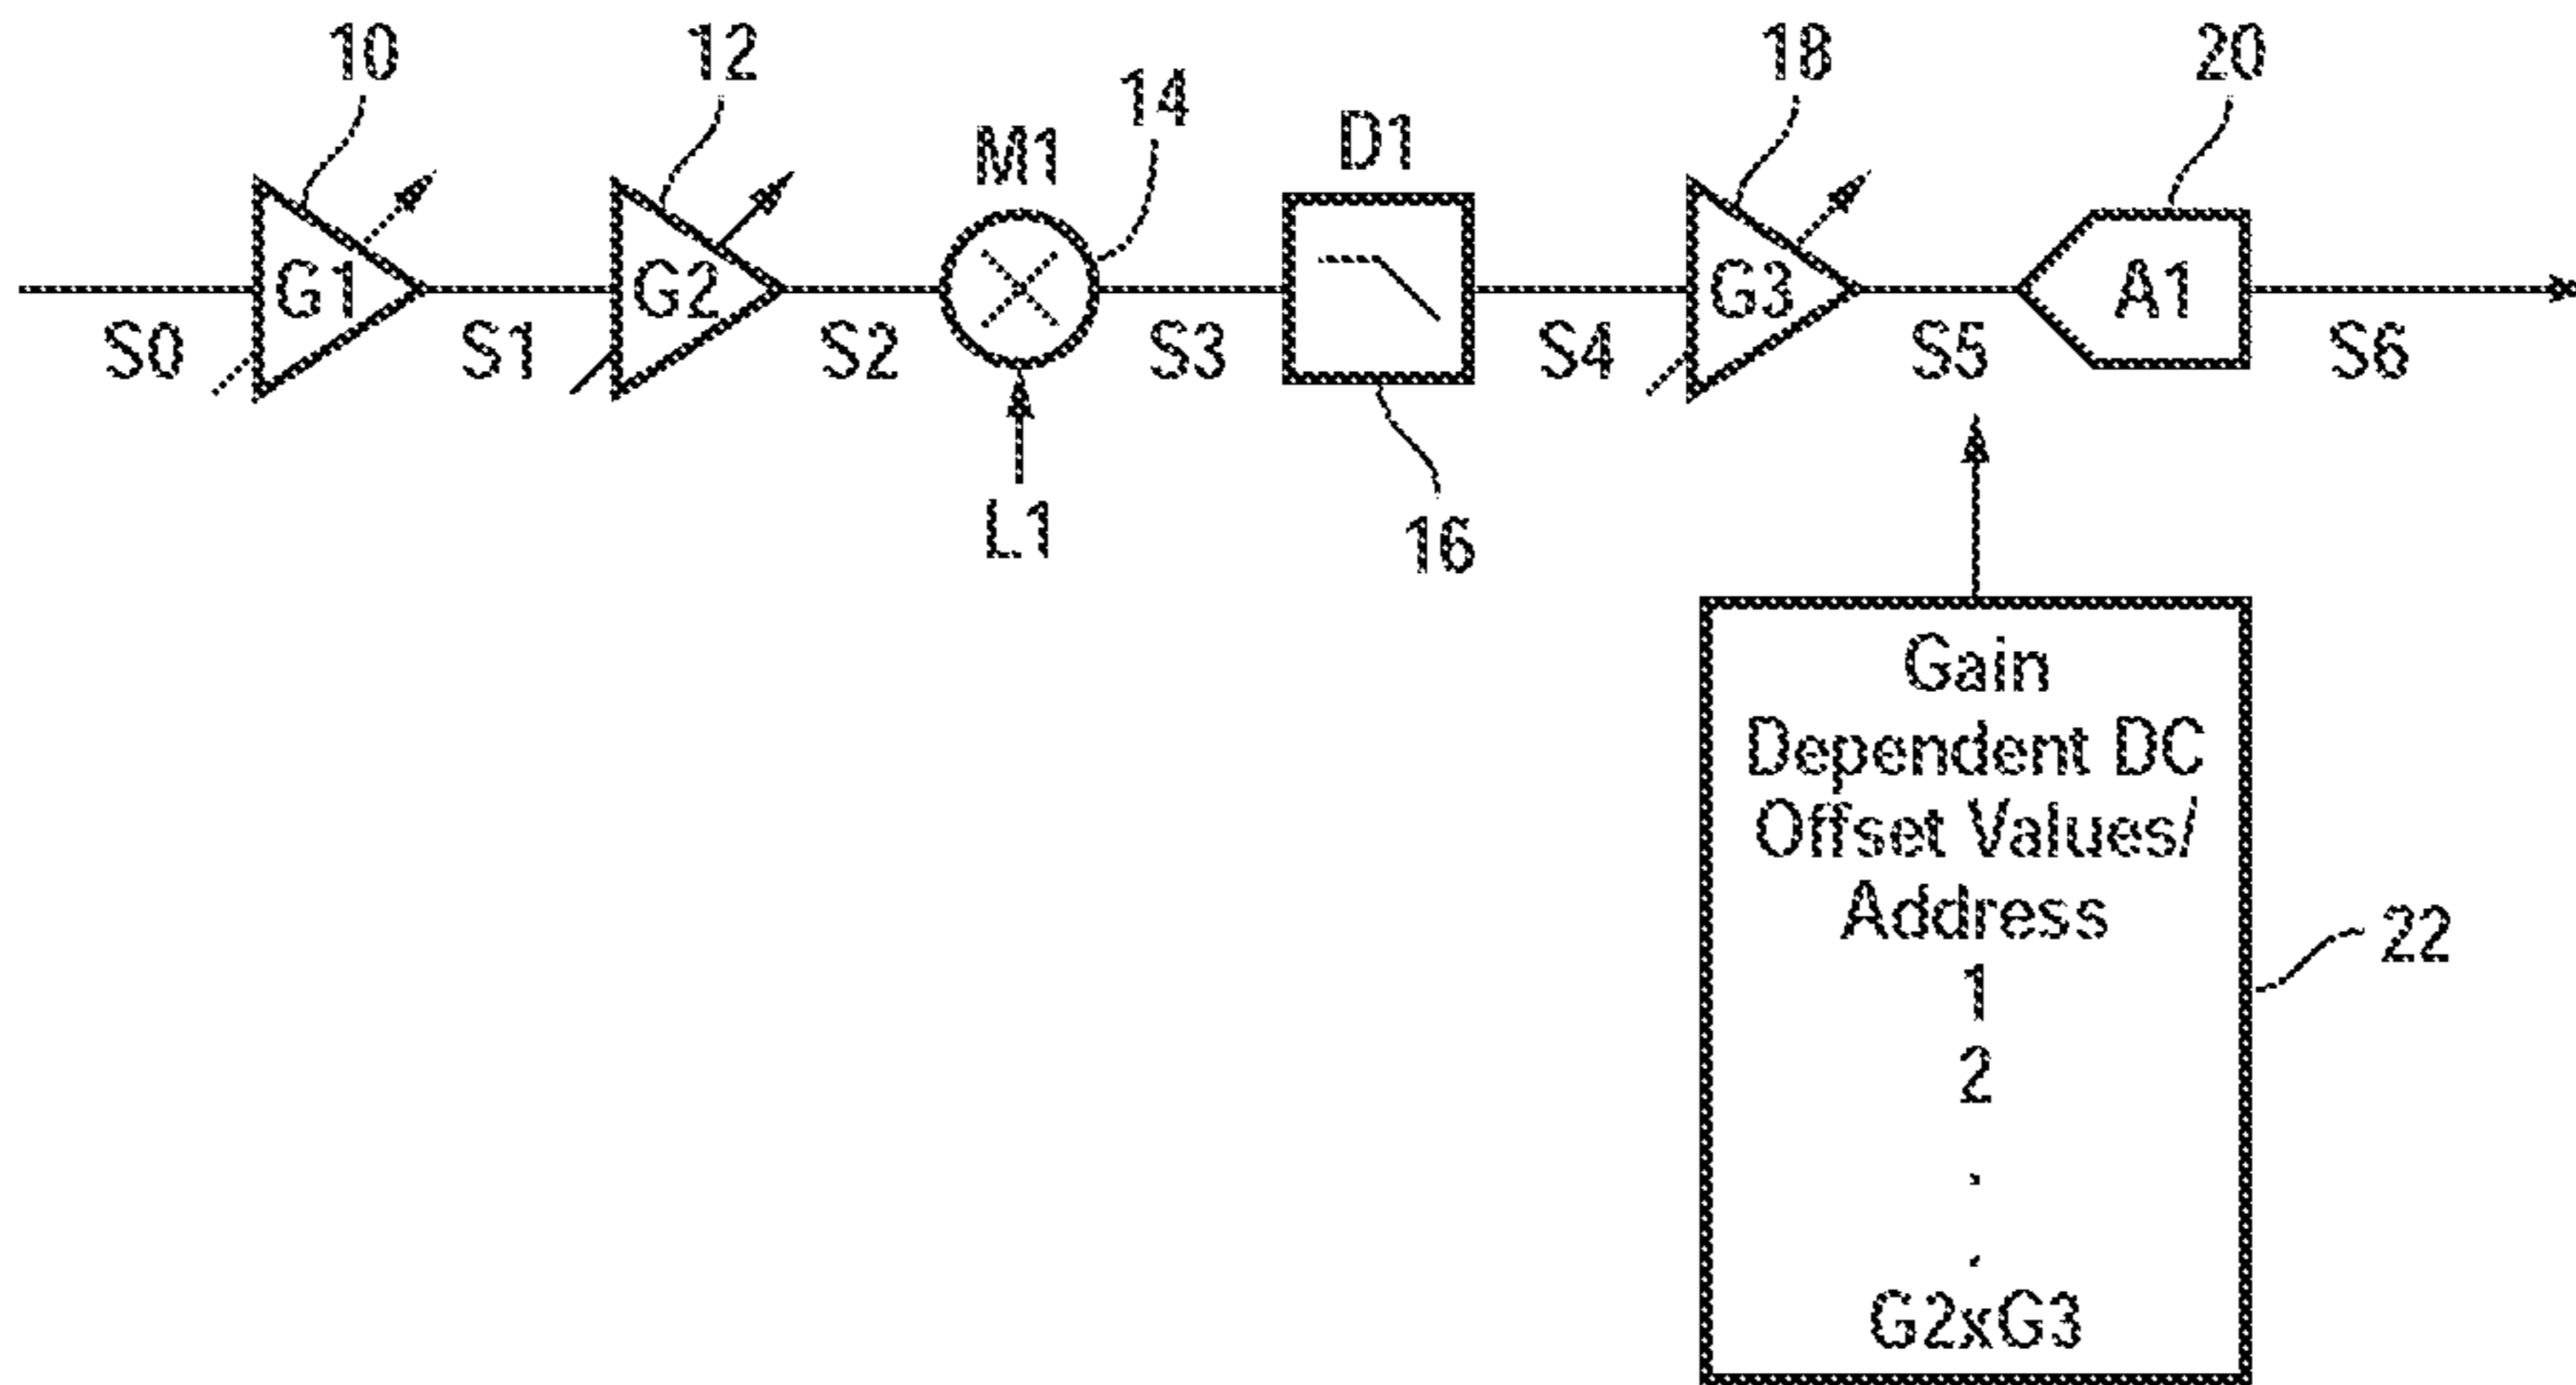 10
12
14
18
20
M1
D1
G1
G2
G3
A1
S0
S1
S2
S3
S4
S5
S6
L1
16
Gain
Dependent DC
Offset Values/
Address
1
2
.
.
G2xG3
22